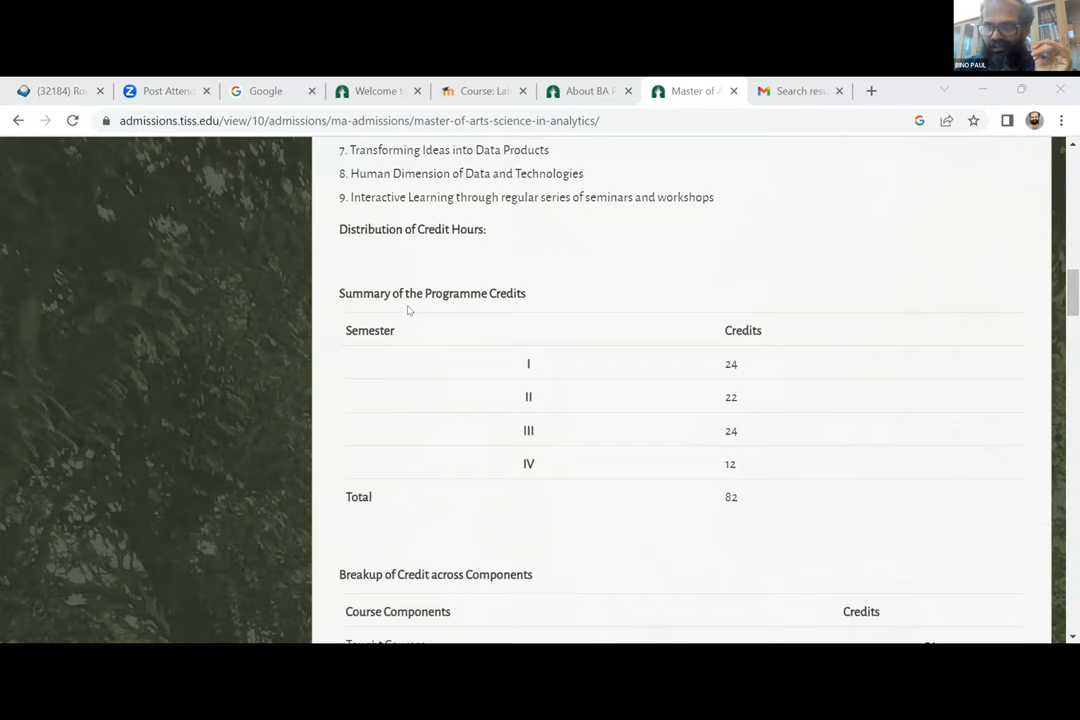 BINO PAUL
(32184) Ro
Post Attend
Google
Welcome t
Course: Lab
About BA P
Master of A
Search resu
admissions.tiss.edu/view/10/admissions/ma-admissions/master-of-arts-science-in-analytics/
7. Transforming Ideas into Data Products
8. Human Dimension of Data and Technologies
9. Interactive Learning through regular series of seminars and workshops
Distribution of Credit Hours:
Summary of the Programme Credits
Semester Credits
I 24
II 22
III 24
IV 12
Total 82
Breakup of Credit across Components
Course Components Credits